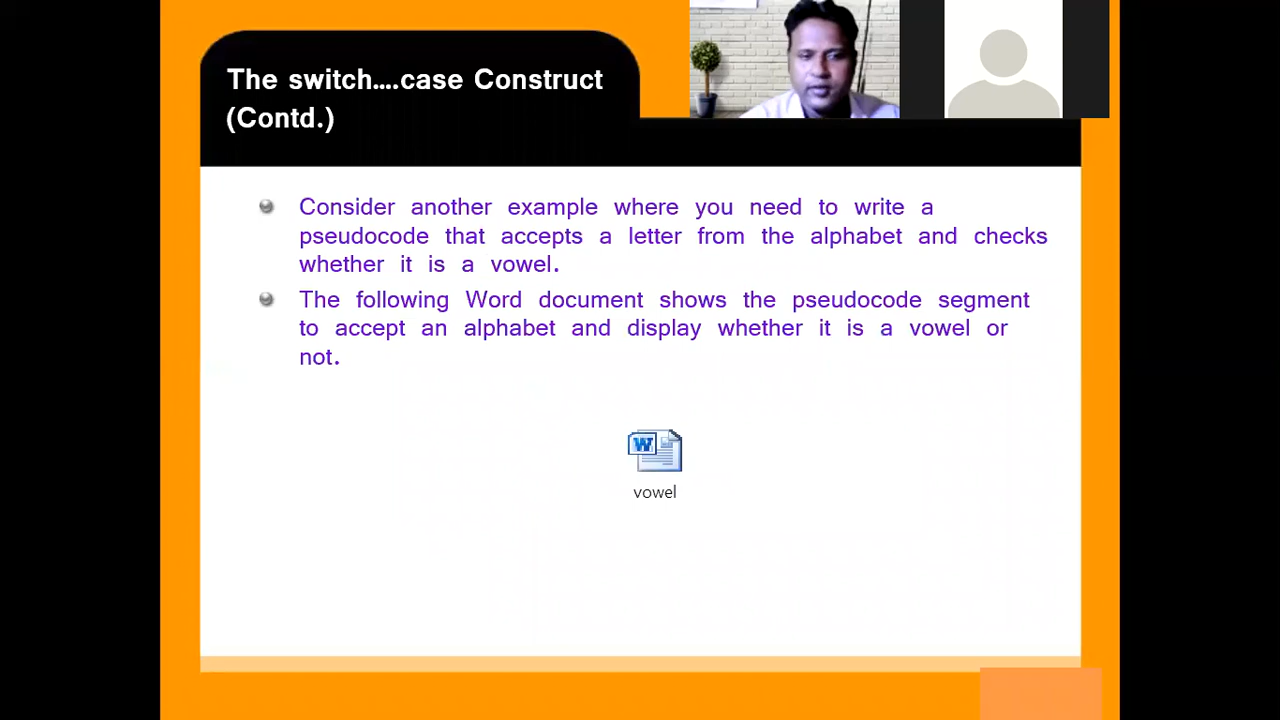 The switch....case Construct
(Contd.)
Consider another example where you need to write a
pseudocode that accepts a letter from the alphabet and checks
whether it is a vowel.
The following Word document shows the pseudocode segment
to accept an alphabet and display whether it is a vowel or
not.
W
vowel